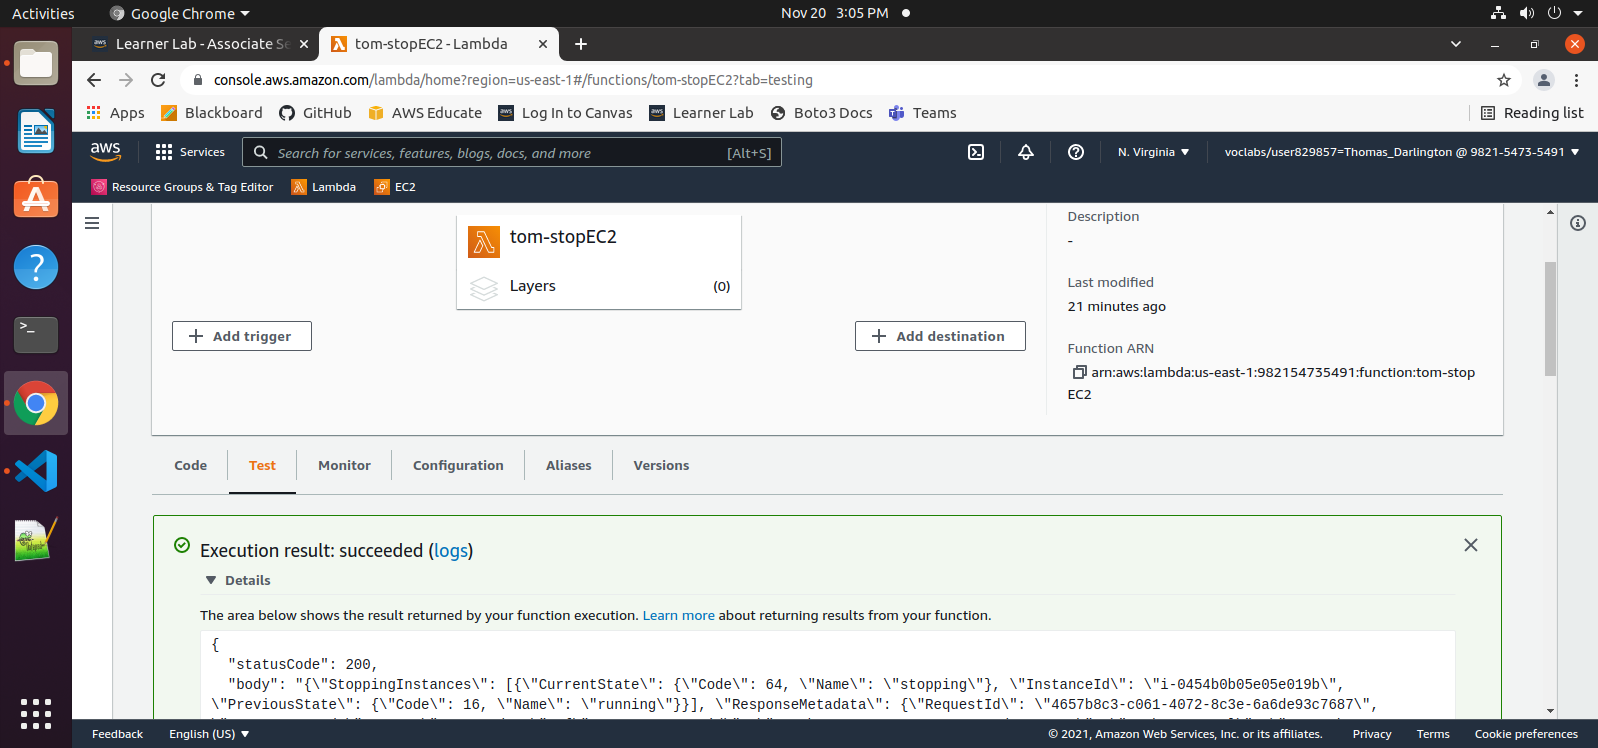 Activities
Google Chrome
Nov 20 3:05 PM
Learner Lab - Associate Se
tom-stopEC2 - Lambda
console.aws.amazon.com/lambda/home?region=us-east-1#/functions/tom-stopEC2?tab=testing
Apps
Blackboard
GitHub
AWS Educate
Log In to Canvas
Learner Lab
Boto3 Docs
Teams
Reading list
aws
Services
Search for services, features, blogs, docs, and more
[Alt+S]
N. Virginia
voclabs/user829857=Thomas_Darlington @ 9821-5473-5491
Resource Groups & Tag Editor
Lambda
EC2
tom-stopEC2
Layers
(0)
Add trigger
Add destination
Description
-
Last modified
21 minutes ago
Function ARN
arn:aws:lambda:us-east-1:982154735491:function:tom-stop
EC2
Code
Test
Monitor
Configuration
Aliases
Versions
Execution result: succeeded (logs)
Details
The area below shows the result returned by your function execution. Learn more about returning results from your function.
{
"statusCode": 200,
"body": "{\"StoppingInstances\": [{\"CurrentState\": {\"Code\": 64, \"Name\": \"stopping\"}, \"InstanceId\": \"i-0454b0b05e05e019b\",
\"PreviousState\": {\"Code\": 16, \"Name\": \"running\"}}], \"ResponseMetadata\": {\"RequestId\": \"4657b8c3-c061-4072-8c3e-6a6de93c7687\",
Feedback
English (US)
© 2021, Amazon Web Services, Inc. or its affiliates.
Privacy
Terms
Cookie preferences